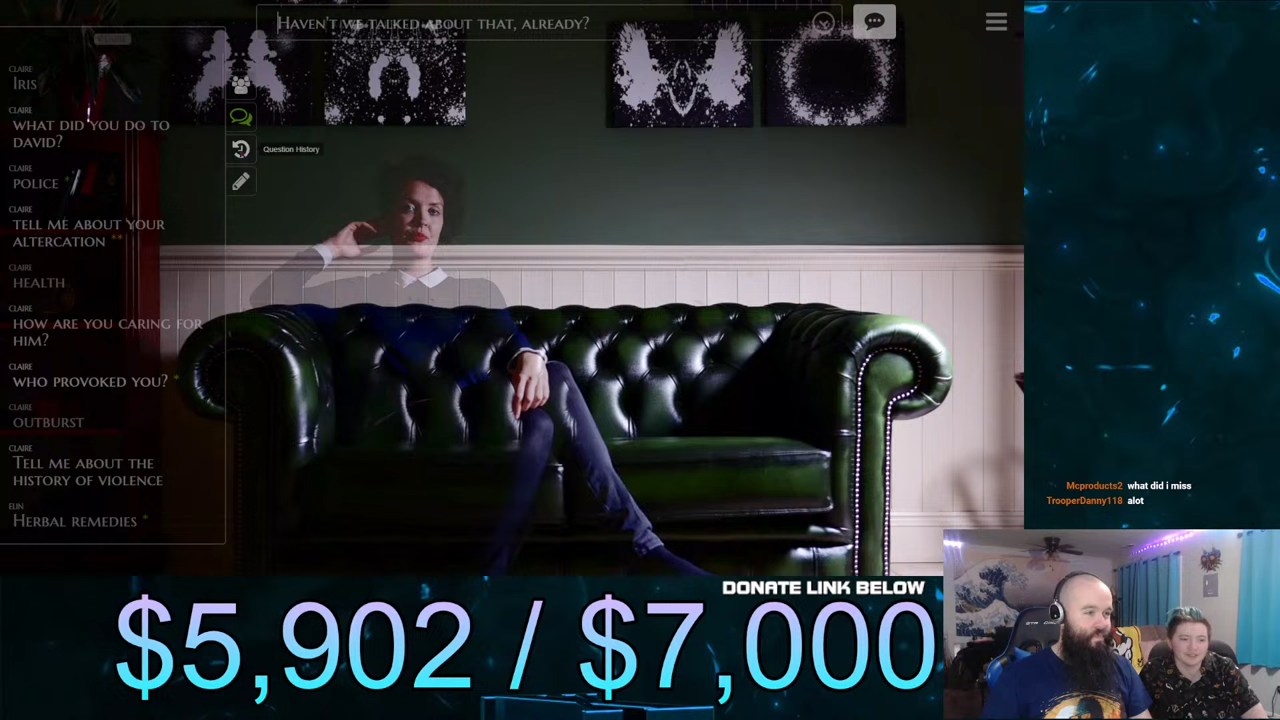 Haven't we talked about that, already?
CLAIRE
IRIS
CLAIRE
WHAT DID YOU DO TO
DAVID?
CLAIRE
POLICE *
CLAIRE
TELL ME ABOUT YOUR
ALTERCATION **
CLAIRE
HEALTH
CLAIRE
HOW ARE YOU CARING FOR
HIM?
CLAIRE
WHO PROVOKED YOU? *
CLAIRE
OUTBURST
CLAIRE
TELL ME ABOUT THE
HISTORY OF VIOLENCE
ELIN
HERBAL REMEDIES *
Question History
Mcproducts2 what did i miss
TrooperDanny118 alot
DONATE LINK BELOW
$5,902 / $7,000